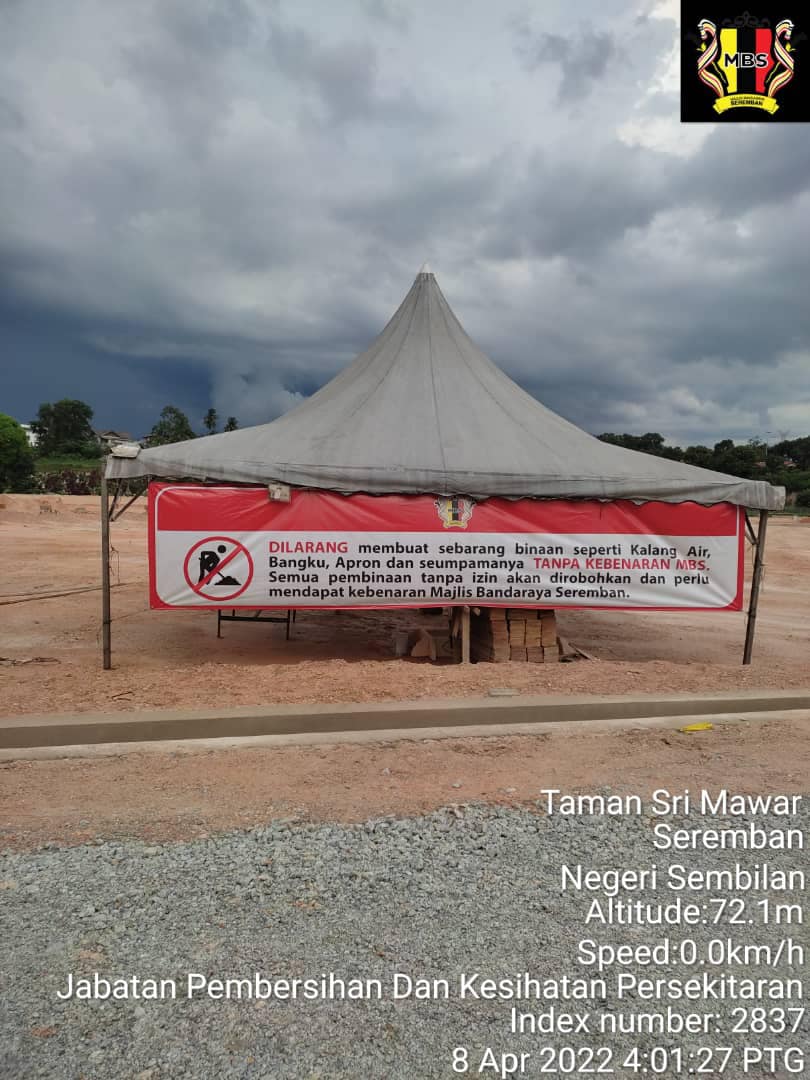 MBS
SEREMBAN
MBS
DILARANG membuat sebarang binaan seperti Kalang Air,
Bangku, Apron dan seumpamanya TANPA KEBENARAN MBS.
Semua pembinaan tanpa izin akan dirobohkan dan perlu
mendapat kebenaran Majlis Bandaraya Seremban.
Taman Sri Mawar
Seremban
Negeri Sembilan
Altitude:72.1m
Speed:0.0km/h
Jabatan Pembersihan Dan Kesihatan Persekitaran
Index number: 2837
8 Apr 2022 4:01:27 PTG